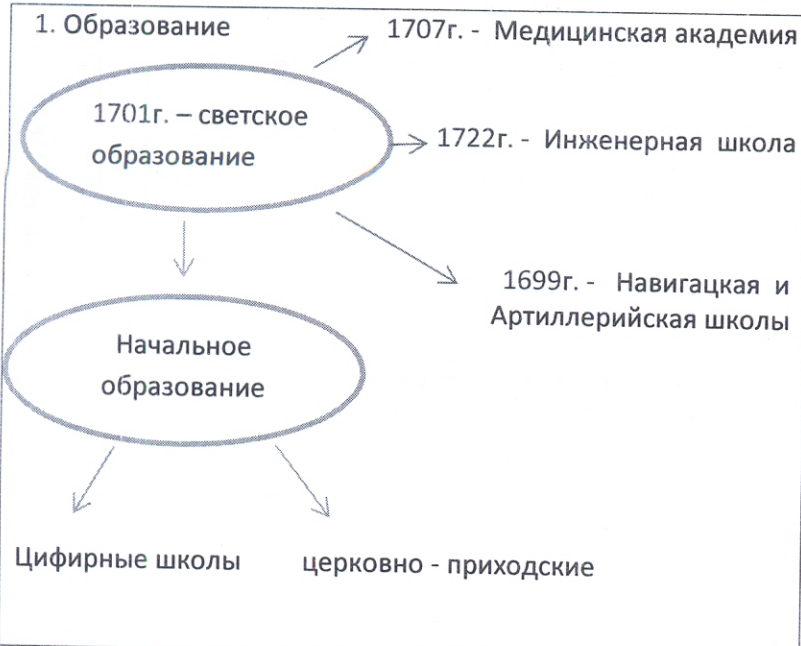 1. Образование
1707г. - Медицинская академия
1701г. – светское
образование
1722г. - Инженерная школа
1699г. - Навигацкая и
Артиллерийская школы
Начальное
образование
Цифирные школы
церковно - приходские